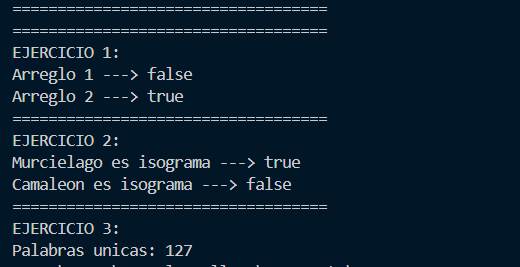 ===================================
===================================
EJERCICIO 1:
Arreglo 1 ---> false
Arreglo 2 ---> true
===================================
EJERCICIO 2:
Murcielago es isograma ---> true
Camaleon es isograma ---> false
===================================
EJERCICIO 3:
Palabras unicas: 127